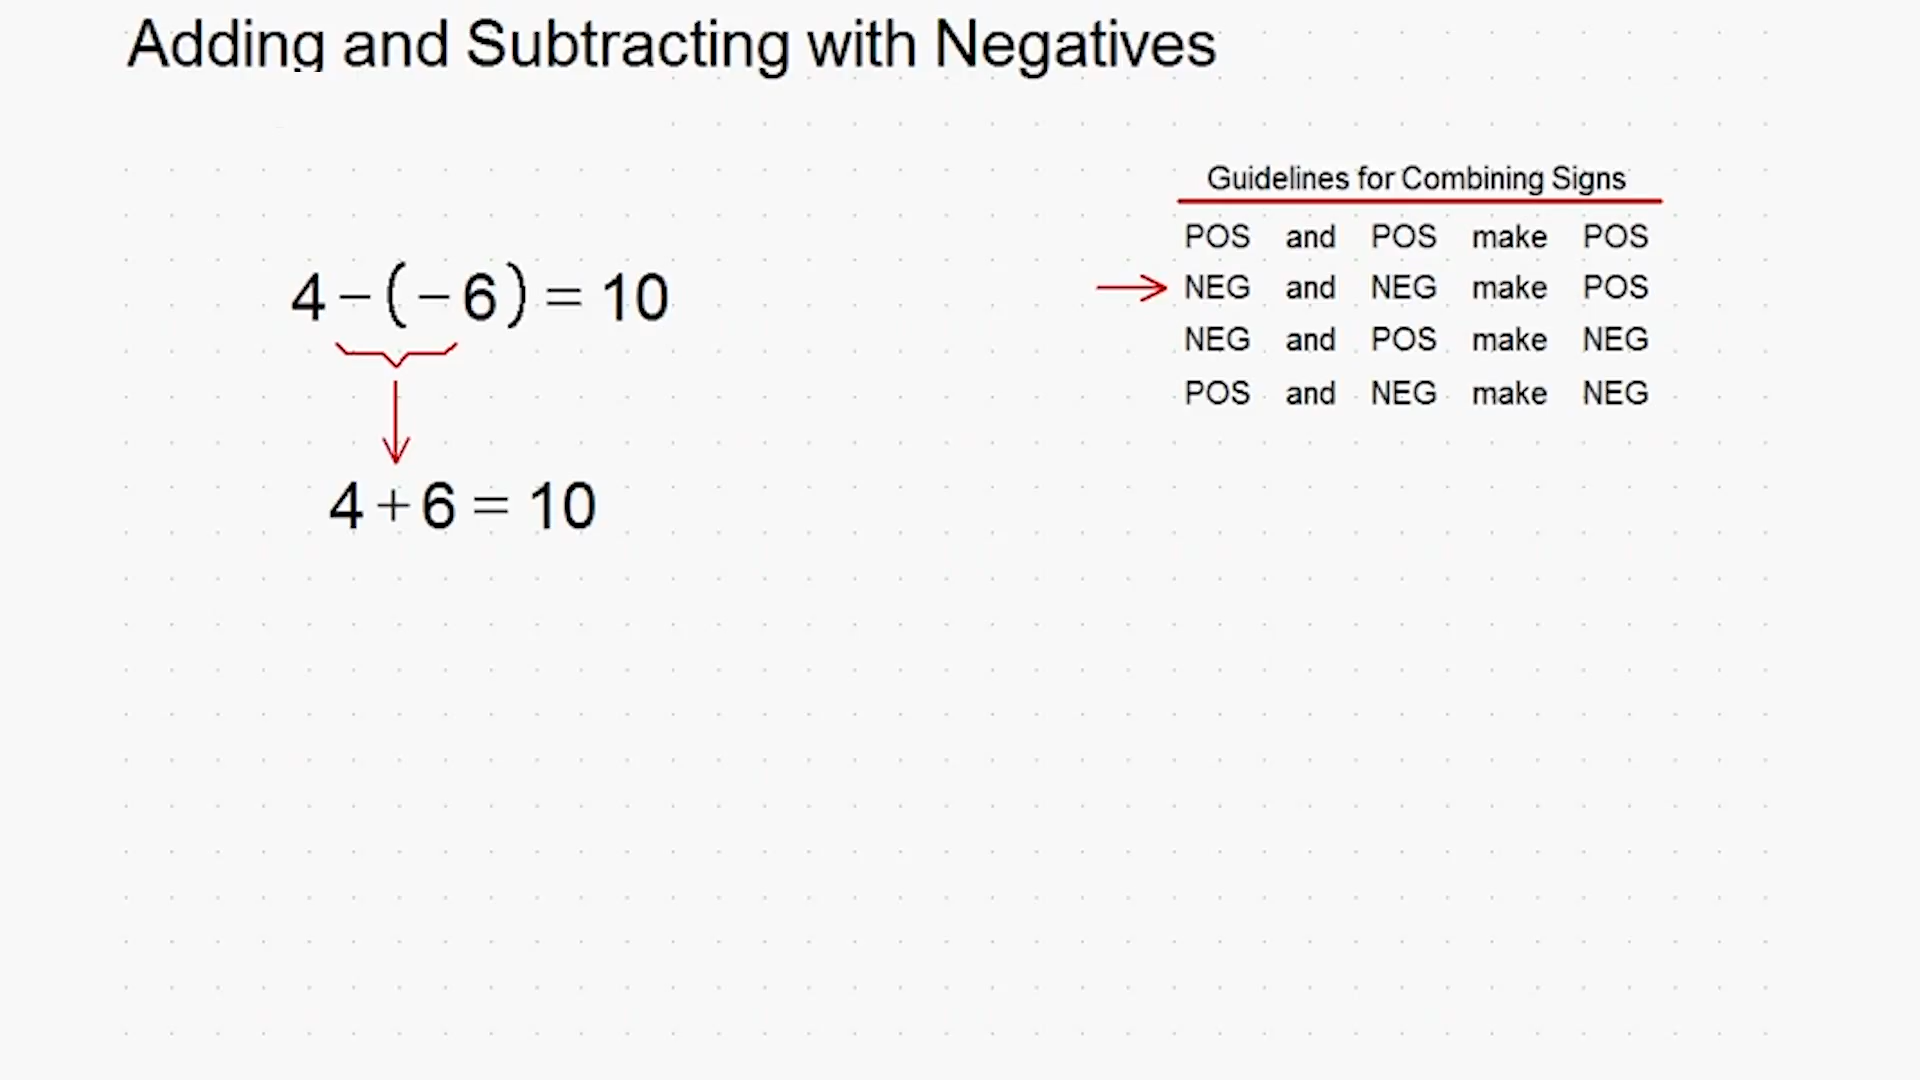 Adding and Subtracting with Negatives
4 − (− 6) = 10
4 + 6 = 10
Guidelines for Combining Signs
POS and POS make POS
NEG and NEG make POS
NEG and POS make NEG
POS and NEG make NEG